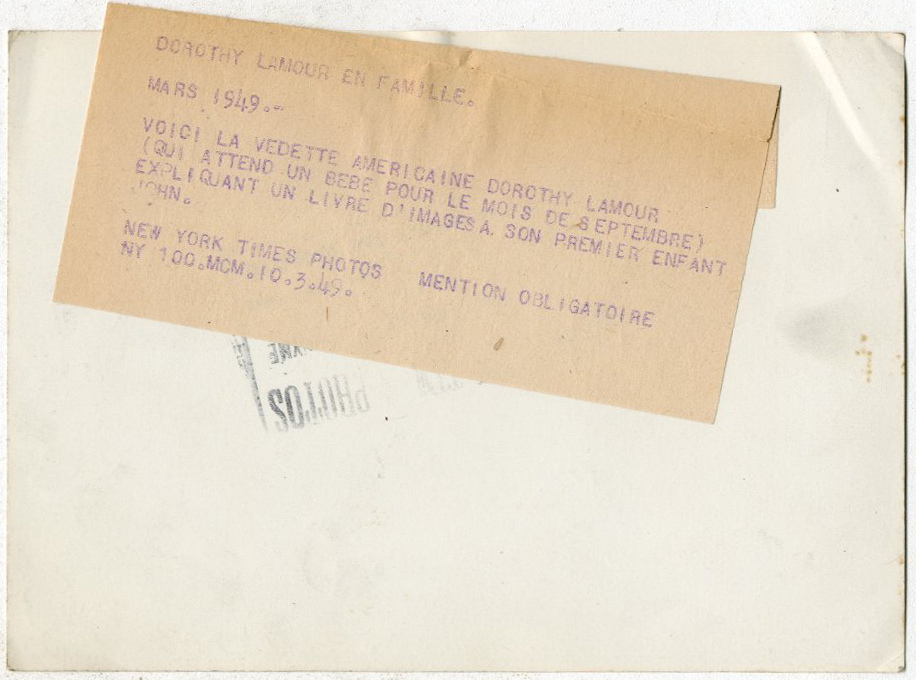 DOROTHY LAMOUR EN FAMILLE.
MARS 1949.-
VOICI LA VEDETTE AMERICAINE DOROTHY LAMOUR
(QUI ATTEND UN BEBE POUR LE MOIS DE SEPTEMBRE)
EXPLIQUANT UN LIVRE D'IMAGES A SON PREMIER ENFANT
JOHN.
NEW YORK TIMES PHOTOS MENTION OBLIGATOIRE
NY 100.MCM.10.3.49.
PHOTOS